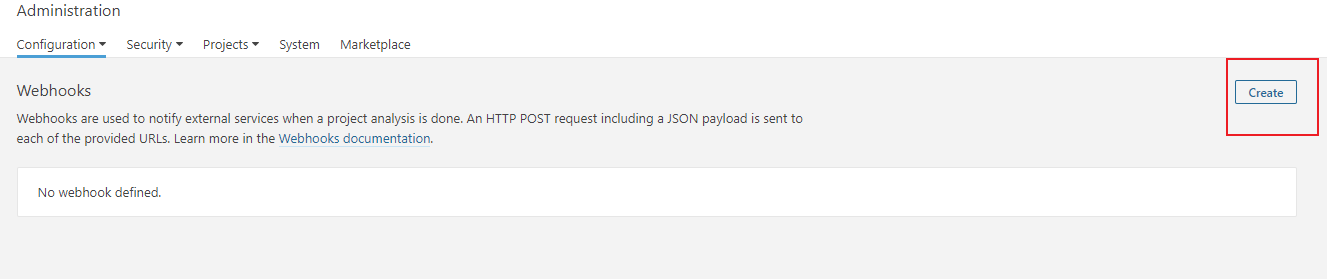 Administration
Configuration Security Projects System Marketplace
Webhooks
Create
Webhooks are used to notify external services when a project analysis is done. An HTTP POST request including a JSON payload is sent to
each of the provided URLs. Learn more in the Webhooks documentation.
No webhook defined.